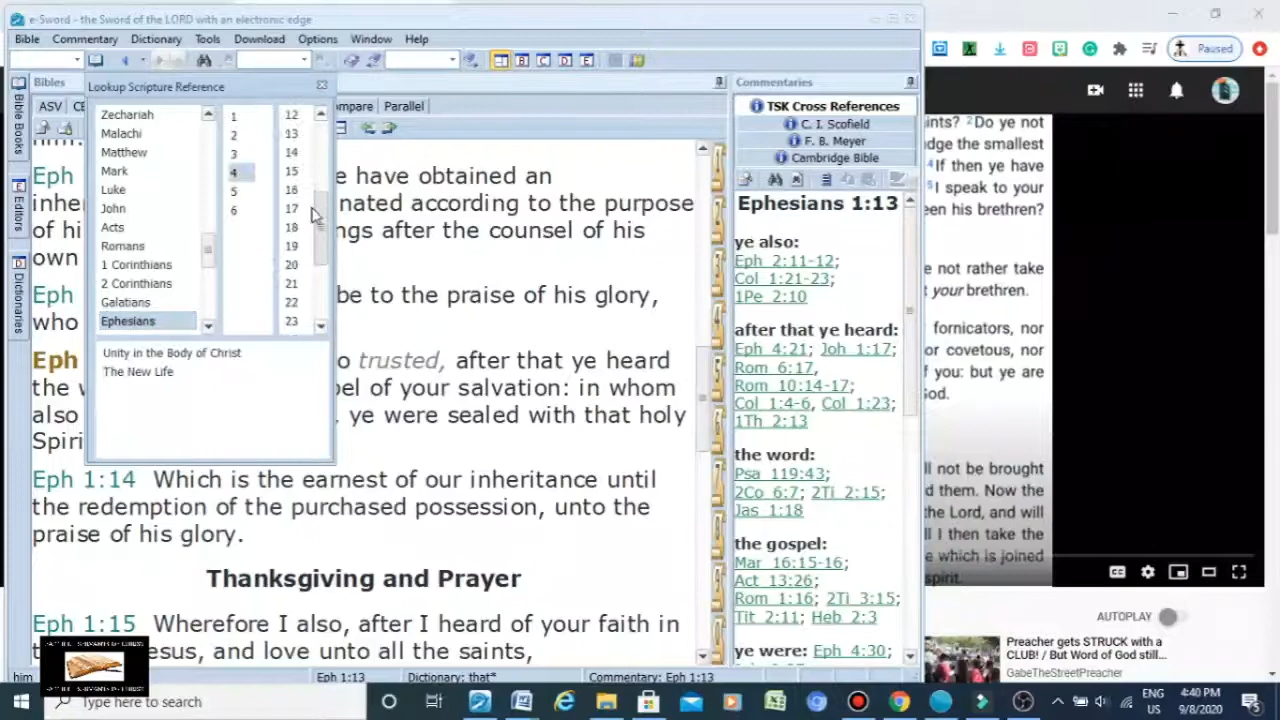 e-Sword - the Sword of the LORD with an electronic edge
Bible Commentary Dictionary Tools Download Options Window Help
Paused
Bibles
ASV
Compare Parallel
Bible Books
Editors
Dictionaries
Lookup Scripture Reference
Zechariah
Malachi
Matthew
Mark
Luke
John
Acts
Romans
1 Corinthians
2 Corinthians
Galatians
Ephesians
1
2
3
4
5
6
12
13
14
15
16
17
18
19
20
21
22
23
Unity in the Body of Christ
The New Life
Eph e have obtained an
inher nated according to the purpose
of hi ngs after the counsel of his
own
Eph be to the praise of his glory,
who
Eph o trusted, after that ye heard
the w el of your salvation: in whom
also , ye were sealed with that holy
Spiri
Eph 1:14 Which is the earnest of our inheritance until
the redemption of the purchased possession, unto the
praise of his glory.
Thanksgiving and Prayer
Eph 1:15 Wherefore I also, after I heard of your faith in
esus, and love unto all the saints,
Commentaries
TSK Cross References
C. I. Scofield
F. B. Meyer
Cambridge Bible
Ephesians 1:13
ye also:
Eph 2:11-12;
Col 1:21-23;
1Pe 2:10
after that ye heard:
Eph 4:21; Joh 1:17;
Rom 6:17,
Rom 10:14-17;
Col 1:4-6, Col 1:23;
1Th 2:13
the word:
Psa 119:43;
2Co 6:7; 2Ti 2:15;
Jas 1:18
the gospel:
Mar 16:15-16;
Act 13:26;
Rom 1:16; 2Ti 3:15;
Tit 2:11; Heb 2:3
ye were: Eph 4:30;
him
Eph 1:13
Dictionary: that*
Commentary: Eph 1:13
ints? 2Do ye not
dge the smallest
4If then ye have
5I speak to your
en his brethren?
e not rather take
your brethren.
fornicators, nor
or covetous, nor
f you: but ye are
God.
ll not be brought
d them. Now the
the Lord, and will
ll I then take the
e which is joined
spirit.
AUTOPLAY
Preacher gets STRUCK with a
CLUB! / But Word of God still...
GabeTheStreetPreacher
Type here to search
ENG
US
4:40 PM
9/8/2020
5